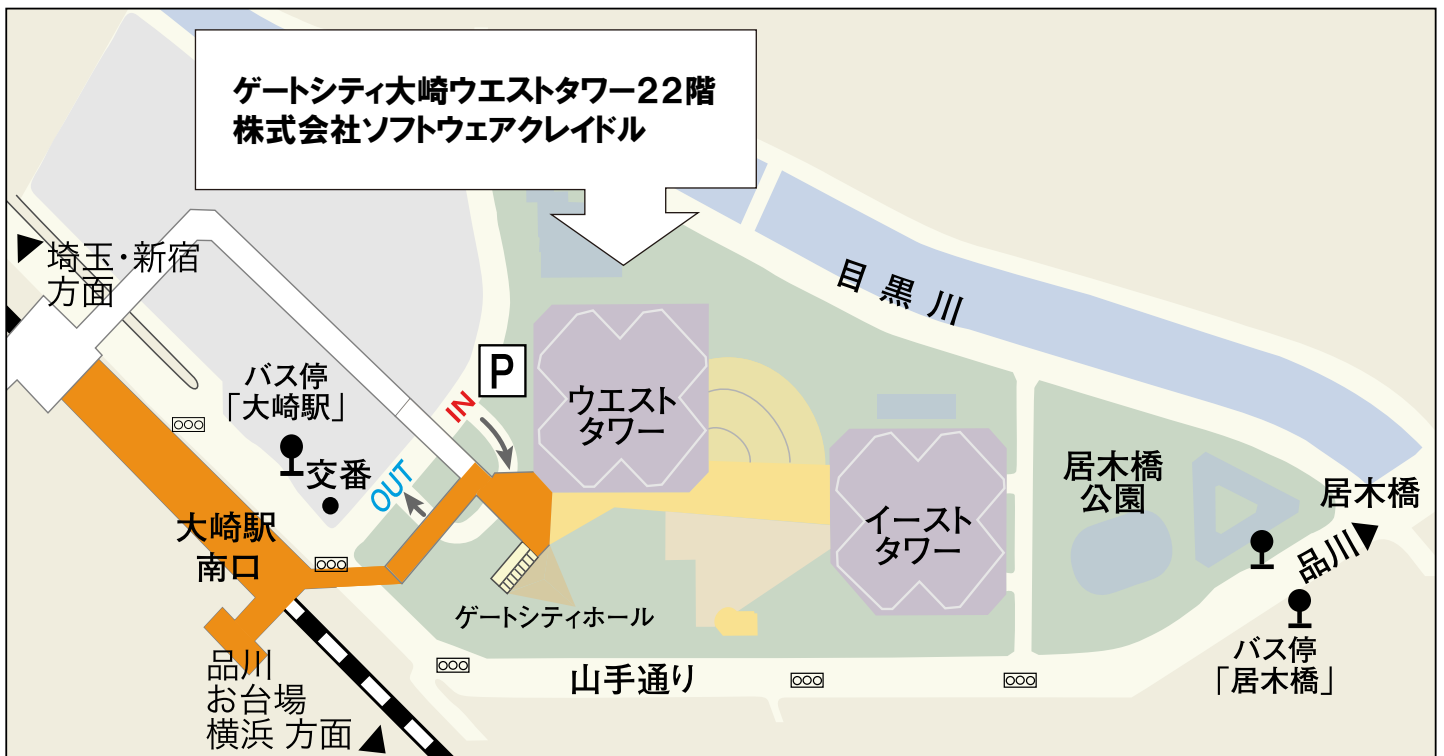 ゲートシティ大崎ウエストタワー22階
株式会社ソフトウェアクレイドル
埼玉・新宿
方面
目黒川
P
IN
OUT
バス停
「大崎駅」
交番
ウエスト
タワー
大崎駅
南口
イースト
タワー
居木橋
公園
居木橋
品川
ゲートシティホール
バス停
「居木橋」
山手通り
品川
お台場
横浜 方面